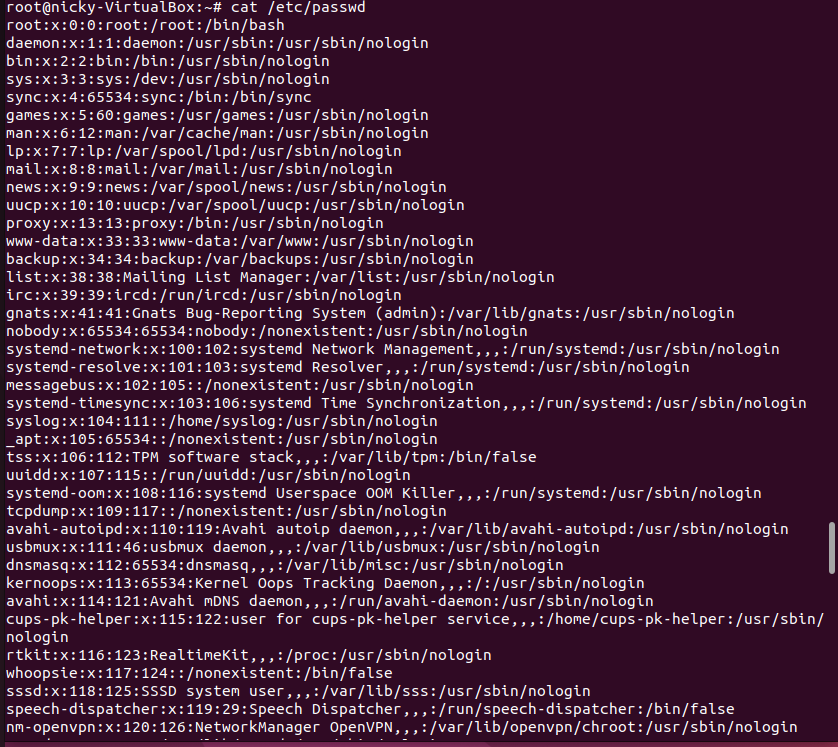 root@nicky-VirtualBox:~# cat /etc/passwd
root:x:0:0:root:/root:/bin/bash
daemon:x:1:1:daemon:/usr/sbin:/usr/sbin/nologin
bin:x:2:2:bin:/bin:/usr/sbin/nologin
sys:x:3:3:sys:/dev:/usr/sbin/nologin
sync:x:4:65534:sync:/bin:/bin/sync
games:x:5:60:games:/usr/games:/usr/sbin/nologin
man:x:6:12:man:/var/cache/man:/usr/sbin/nologin
lp:x:7:7:lp:/var/spool/lpd:/usr/sbin/nologin
mail:x:8:8:mail:/var/mail:/usr/sbin/nologin
news:x:9:9:news:/var/spool/news:/usr/sbin/nologin
uucp:x:10:10:uucp:/var/spool/uucp:/usr/sbin/nologin
proxy:x:13:13:proxy:/bin:/usr/sbin/nologin
www-data:x:33:33:www-data:/var/www:/usr/sbin/nologin
backup:x:34:34:backup:/var/backups:/usr/sbin/nologin
list:x:38:38:Mailing List Manager:/var/list:/usr/sbin/nologin
irc:x:39:39:ircd:/run/ircd:/usr/sbin/nologin
gnats:x:41:41:Gnats Bug-Reporting System (admin):/var/lib/gnats:/usr/sbin/nologin
nobody:x:65534:65534:nobody:/nonexistent:/usr/sbin/nologin
systemd-network:x:100:102:systemd Network Management,,,:/run/systemd:/usr/sbin/nologin
systemd-resolve:x:101:103:systemd Resolver,,,:/run/systemd:/usr/sbin/nologin
messagebus:x:102:105::/nonexistent:/usr/sbin/nologin
systemd-timesync:x:103:106:systemd Time Synchronization,,,:/run/systemd:/usr/sbin/nologin
syslog:x:104:111::/home/syslog:/usr/sbin/nologin
_apt:x:105:65534::/nonexistent:/usr/sbin/nologin
tss:x:106:112:TPM software stack,,,:/var/lib/tpm:/bin/false
uuidd:x:107:115::/run/uuidd:/usr/sbin/nologin
systemd-oom:x:108:116:systemd Userspace OOM Killer,,,:/run/systemd:/usr/sbin/nologin
tcpdump:x:109:117::/nonexistent:/usr/sbin/nologin
avahi-autoipd:x:110:119:Avahi autoip daemon,,,:/var/lib/avahi-autoipd:/usr/sbin/nologin
usbmux:x:111:46:usbmux daemon,,,:/var/lib/usbmux:/usr/sbin/nologin
dnsmasq:x:112:65534:dnsmasq,,,:/var/lib/misc:/usr/sbin/nologin
kernoops:x:113:65534:Kernel Oops Tracking Daemon,,,:/:/usr/sbin/nologin
avahi:x:114:121:Avahi mDNS daemon,,,:/run/avahi-daemon:/usr/sbin/nologin
cups-pk-helper:x:115:122:user for cups-pk-helper service,,,:/home/cups-pk-helper:/usr/sbin/
nologin
rtkit:x:116:123:RealtimeKit,,,:/proc:/usr/sbin/nologin
whoopsie:x:117:124::/nonexistent:/bin/false
sssd:x:118:125:SSSD system user,,,:/var/lib/sss:/usr/sbin/nologin
speech-dispatcher:x:119:29:Speech Dispatcher,,,:/run/speech-dispatcher:/bin/false
nm-openvpn:x:120:126:NetworkManager OpenVPN,,,:/var/lib/openvpn/chroot:/usr/sbin/nologin